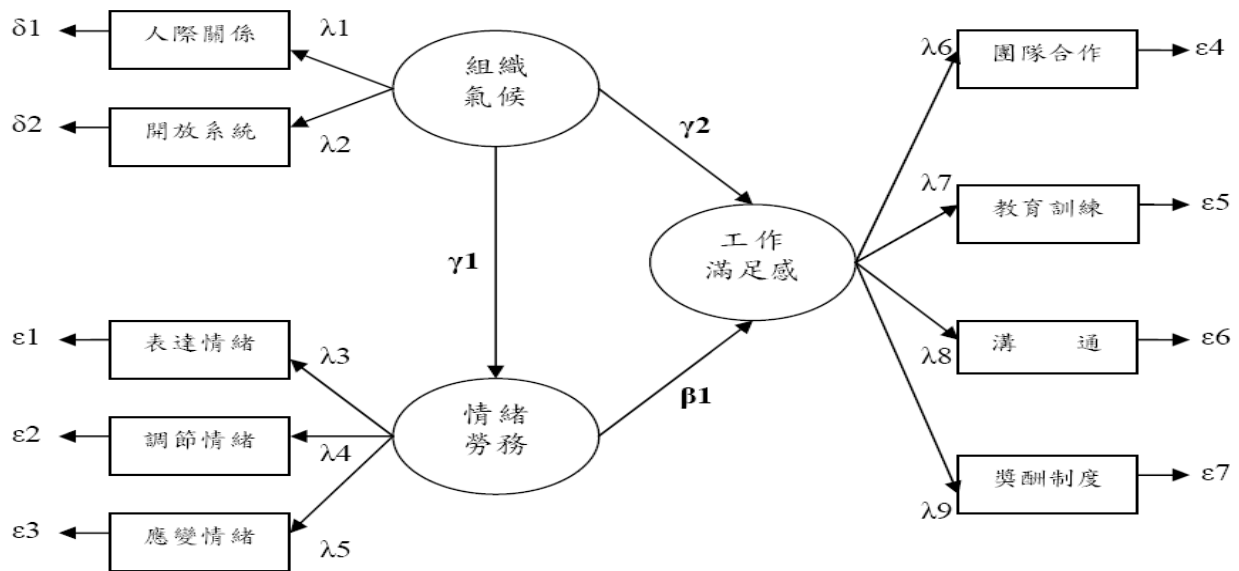 δ1
人際關係
λ1
δ2
開放系統
λ2
組織
氣候
γ1
γ2
ε1
表達情緒
λ3
ε2
調節情緒
λ4
ε3
應變情緒
λ5
情緒
勞務
β1
工作
滿足感
λ6
團隊合作
ε4
λ7
教育訓練
ε5
λ8
溝 通
ε6
λ9
獎酬制度
ε7